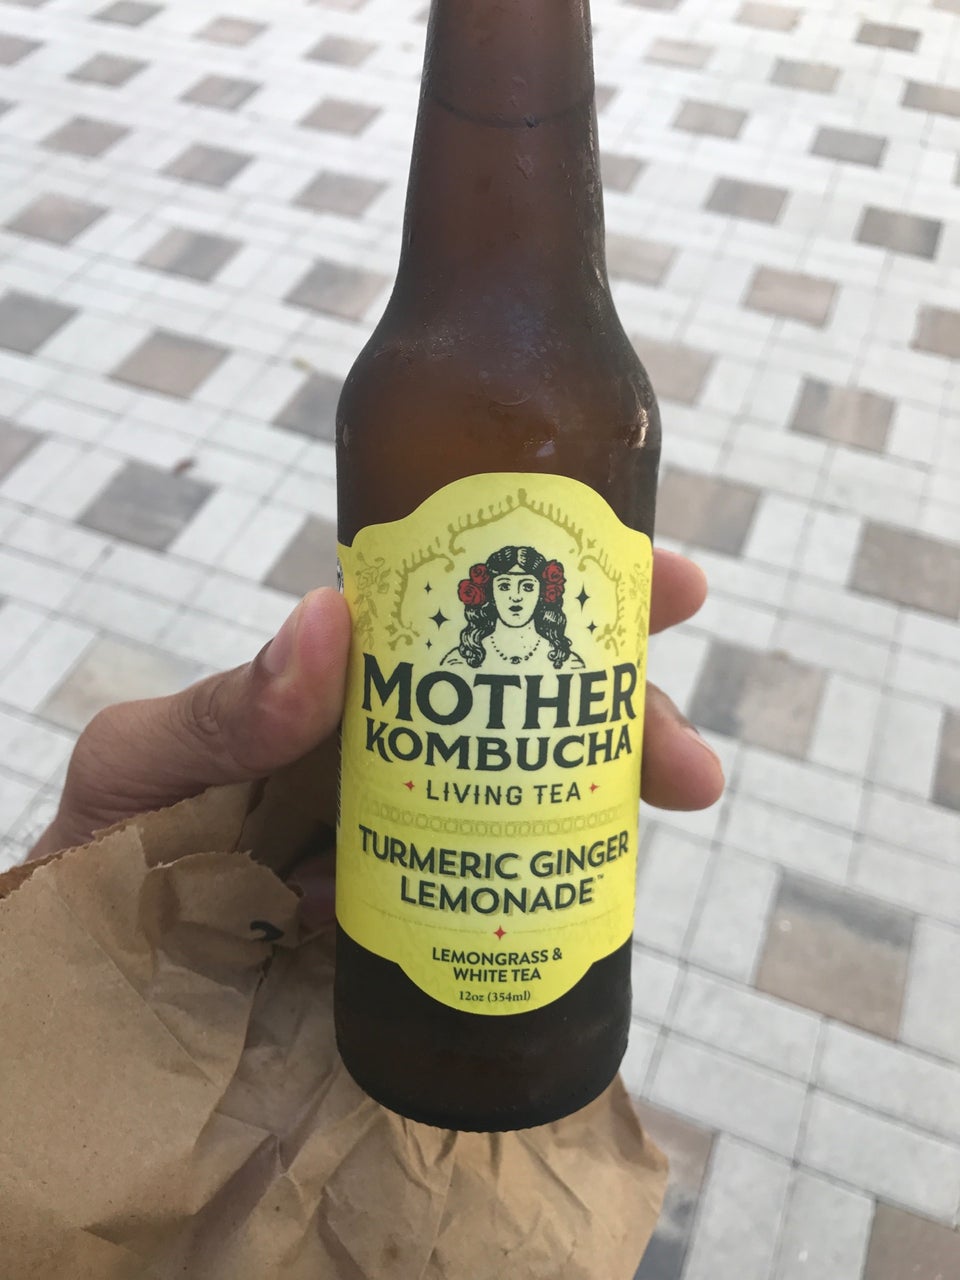 MOTHER
KOMBUCHA
LIVING TEA
TURMERIC GINGER
LEMONADE™
LEMONGRASS &
WHITE TEA
12oz (354ml)